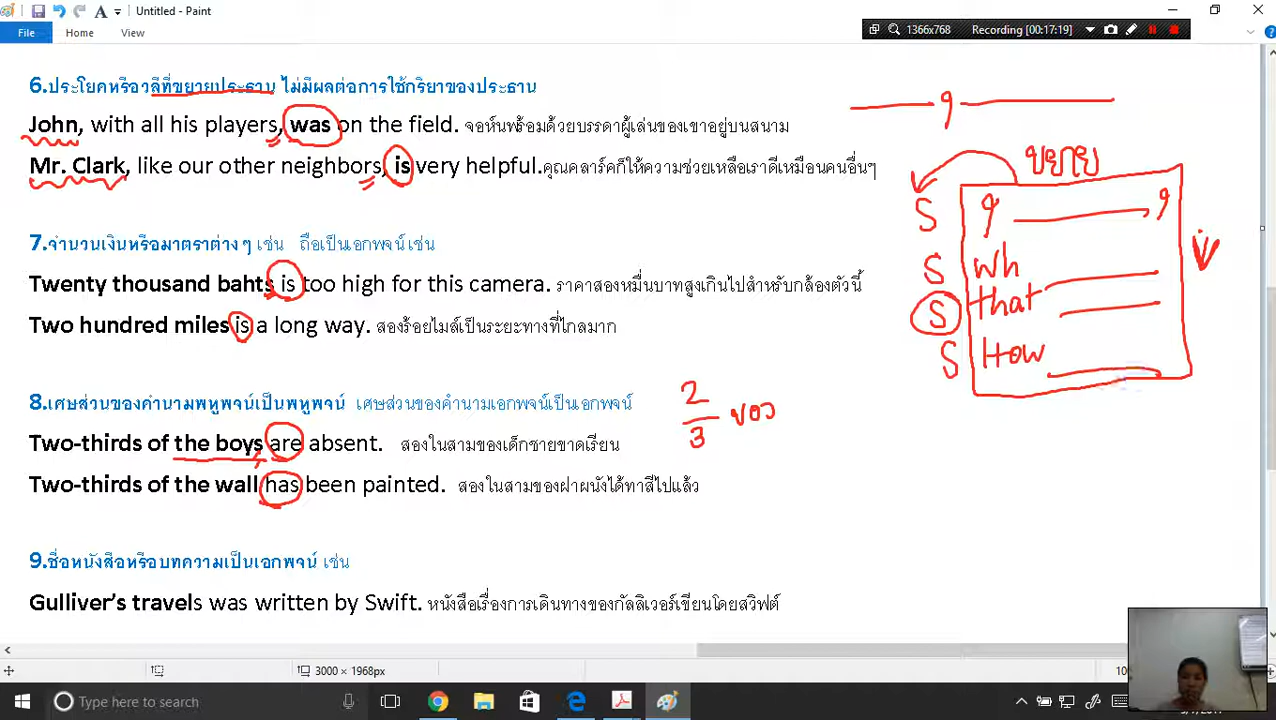 Untitled - Paint
File Home View
1366x768 Recording [00:17:19]
6.ประโยคหรือวลีที่ขยายประธาน ไม่มีผลต่อการใช้กริยาของประธาน
John, with all his players, was on the field. จอห์นพร้อมด้วยบรรดาผู้เล่นของเขาอยู่บนสนาม
Mr. Clark, like our other neighbors, is very helpful.คุณคลาร์คก็ให้ความช่วยเหลือเราดีเหมือนคนอื่นๆ
ขยาย
S , ,
S Wh
S that
S How
7.จำนวนเงินหรือมาตราต่างๆ เช่น ถือเป็นเอกพจน์ เช่น
Twenty thousand bahts is too high for this camera. ราคาสองหมื่นบาทสูงเกินไปสำหรับกล้องตัวนี้
Two hundred miles is a long way. สองร้อยไมล์เป็นระยะทางที่ไกลมาก
8.เศษส่วนของคำนามพหูพจน์เป็นพหูพจน์ เศษส่วนของคำนามเอกพจน์เป็นเอกพจน์
2
3 ของ
Two-thirds of the boys are absent. สองในสามของเด็กชายขาดเรียน
Two-thirds of the wall has been painted. สองในสามของฝาผนังได้ทาสีไปแล้ว
9.ชื่อหนังสือหรือบทความเป็นเอกพจน์ เช่น
Gulliver's travels was written by Swift. หนังสือเรื่องการเดินทางของกัลลิเวอร์เขียนโดยสวิฟต์
3000 × 1968px
Type here to search